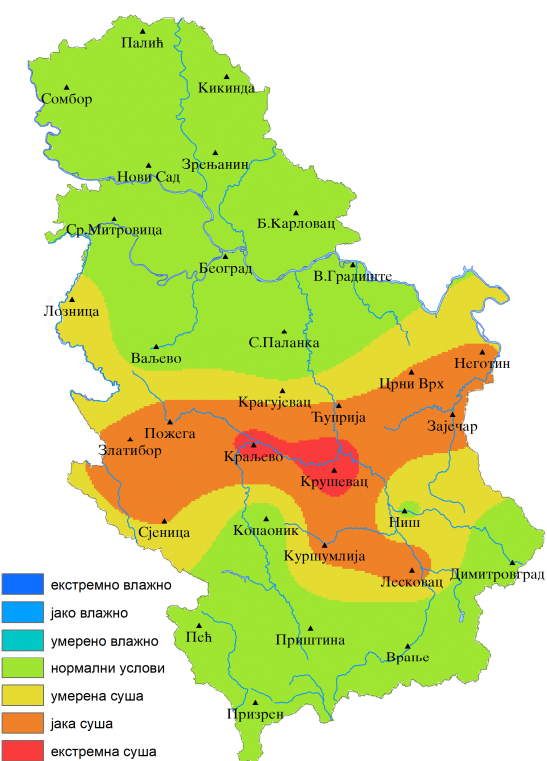 Палић
Кикинда
Сомбор
Зрењанин
Нови Сад
Ср.Митровица
Б.Карловац
Београд
В.Градиште
Лозница
С.Паланка
Ваљево
Неготин
Црни Врх
Крагујевац
Ћуприја
Зајечар
Пожега
Златибор
Краљево
Крушевац
Ниш
Сјеница
Копаоник
Куршумлија
Димитровград
Лесковац
екстремно влажно
јако влажно
умерено влажно
нормални услови
умерена суша
јака суша
екстремна суша
Пећ
Приштина
Врање
Призрен